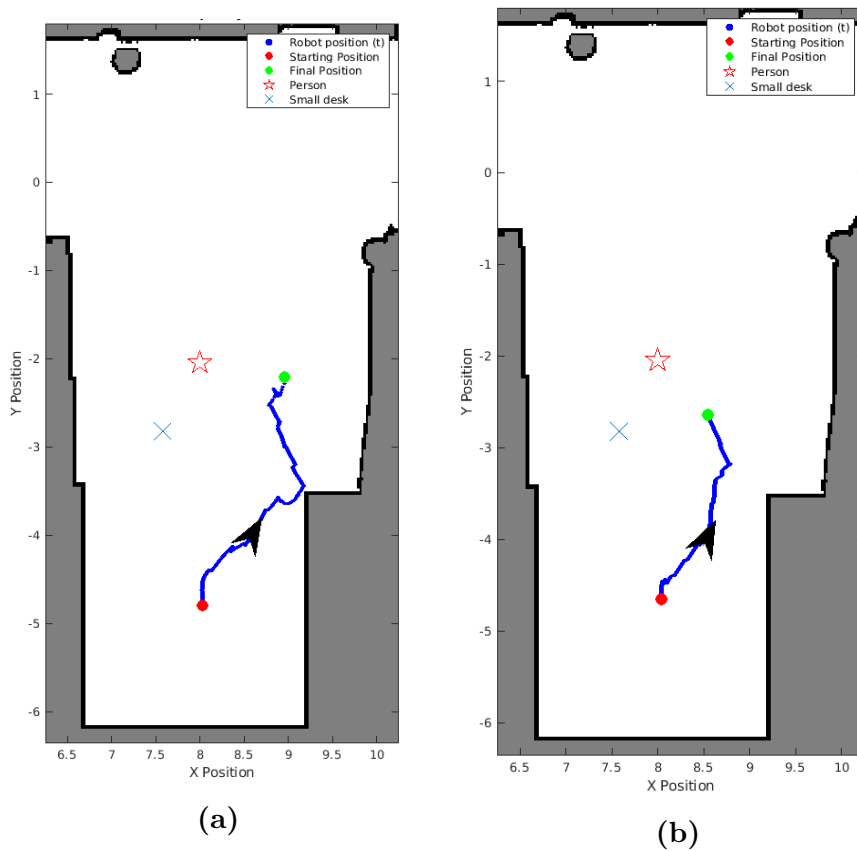 Robot position (t)
Starting Position
Final Position
Person
Small desk
1
0
-1
-2
-3
-4
-5
-6
Y Position
6.5 7 7.5 8 8.5 9 9.5 10
X Position
(a)
Robot position (t)
Starting Position
Final Position
Person
Small desk
1
0
-1
-2
-3
-4
-5
-6
Y Position
6.5 7 7.5 8 8.5 9 9.5 10
X Position
(b)